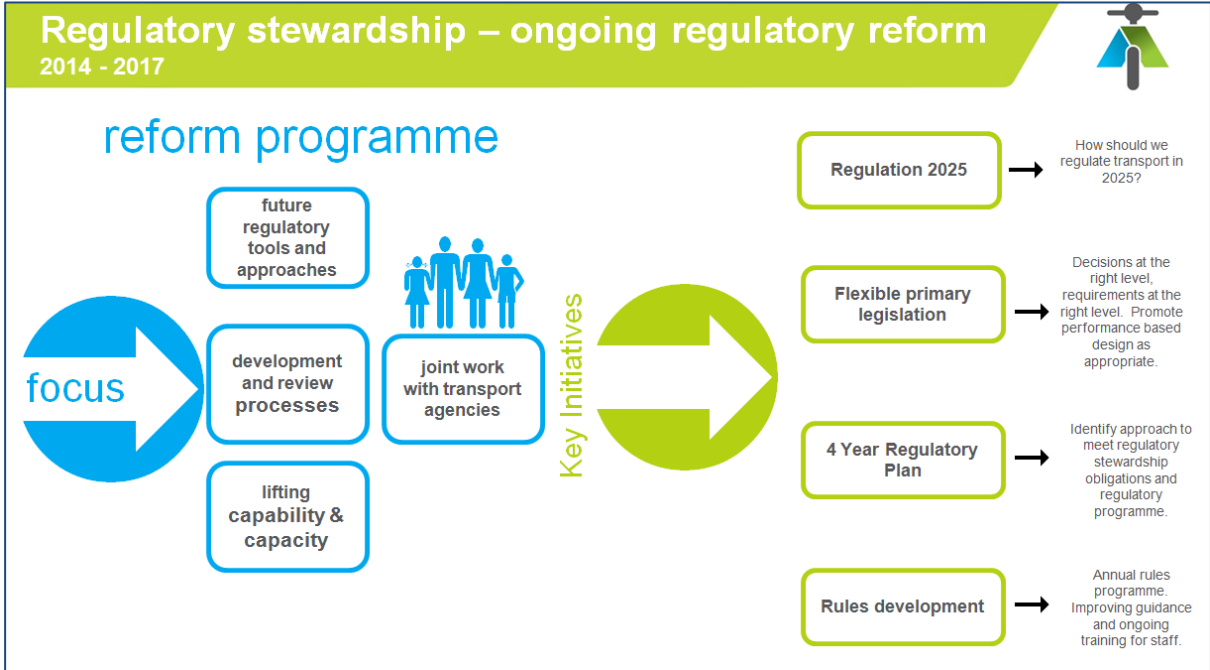 Regulatory stewardship – ongoing regulatory reform
2014 - 2017
reform programme
focus
future
regulatory
tools and
approaches
development
and review
processes
lifting
capability &
capacity
joint work
with transport
agencies
Key Initiatives
Regulation 2025
How should we
regulate transport in
2025?
Flexible primary
legislation
Decisions at the
right level,
requirements at the
right level.  Promote
performance based
design as
appropriate.
4 Year Regulatory
Plan
Identify approach to
meet regulatory
stewardship
obligations and
regulatory
programme.
Rules development
Annual rules
programme.
Improving guidance
and ongoing
training for staff.